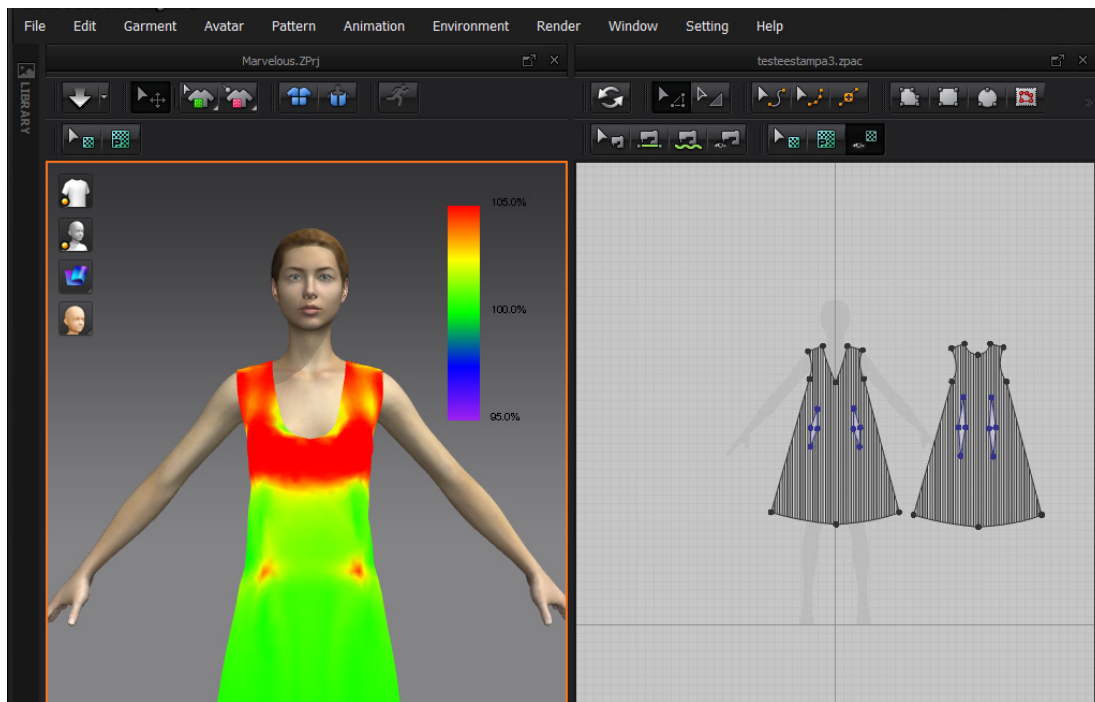 File Edit Garment Avatar Pattern Animation Environment Render Window Setting Help
Marvelous.ZPrj
testeestampa3.zpac
LIBRARY
105.0%
100.0%
95.0%